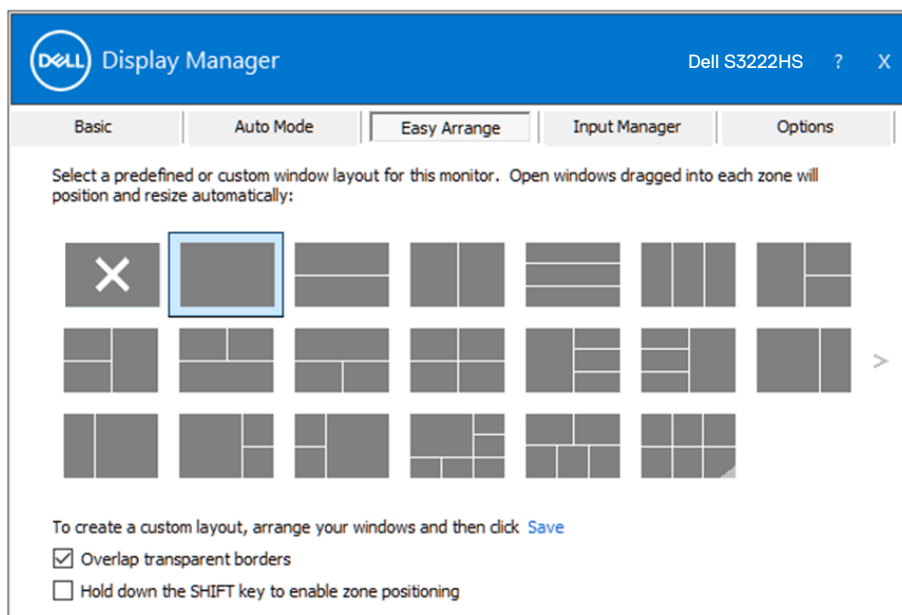 DELL Display Manager Dell S3222HS ? X
Basic Auto Mode Easy Arrange Input Manager Options
Select a predefined or custom window layout for this monitor. Open windows dragged into each zone will
position and resize automatically:
>
To create a custom layout, arrange your windows and then click Save
Overlap transparent borders
Hold down the SHIFT key to enable zone positioning